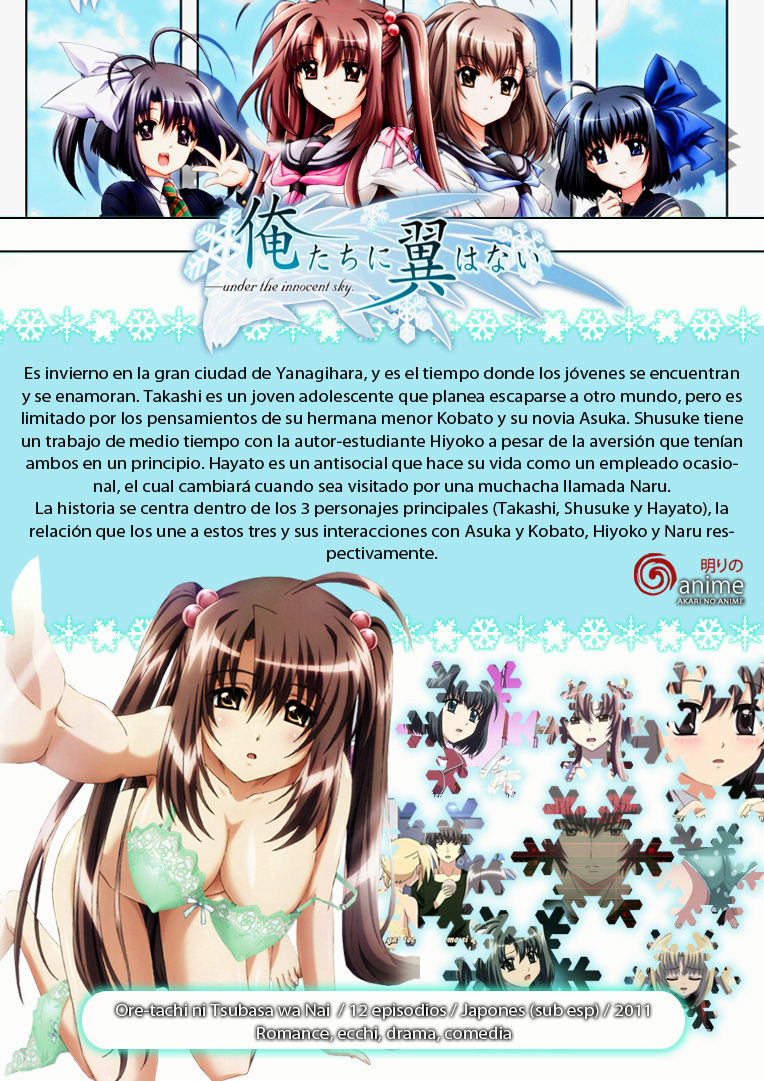 俺たちに翼はない
—under the innocent sky.
Es invierno en la gran ciudad de Yanagihara, y es el tiempo donde los jóvenes se encuentran
y se enamoran. Takashi es un joven adolescente que planea escaparse a otro mundo, pero es
limitado por los pensamientos de su hermana menor Kobato y su novia Asuka. Shusuke tiene
un trabajo de medio tiempo con la autor-estudiante Hiyoko a pesar de la aversión que tenían
ambos en un principio. Hayato es un antisocial que hace su vida como un empleado ocasio-
nal, el cual cambiará cuando sea visitado por una muchacha llamada Naru.
La historia se centra dentro de los 3 personajes principales (Takashi, Shusuke y Hayato), la
relación que los une a estos tres y sus interacciones con Asuka y Kobato, Hiyoko y Naru res-
pectivamente.
明りの
anime
AKARI NO ANIME
Ore-tachi ni Tsubasa wa Nai / 12 episodios / Japones (sub esp) / 2011
Romance, ecchi, drama, comedia